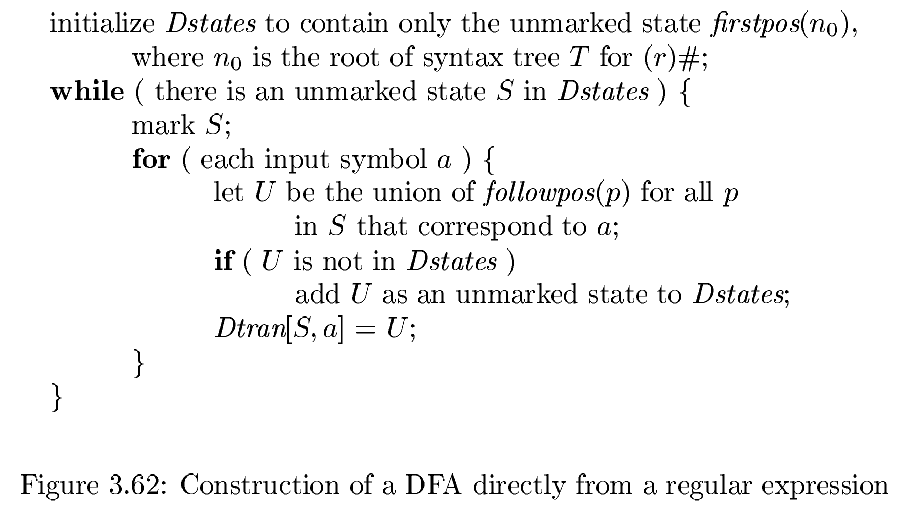 initialize Dstates to contain only the unmarked state firstpos(n₀),
where n₀ is the root of syntax tree T for (r)#;
while ( there is an unmarked state S in Dstates ) {
mark S;
for ( each input symbol a ) {
let U be the union of followpos(p) for all p
in S that correspond to a;
if ( U is not in Dstates )
add U as an unmarked state to Dstates;
Dtran[S, a] = U;
}
}
Figure 3.62: Construction of a DFA directly from a regular expression